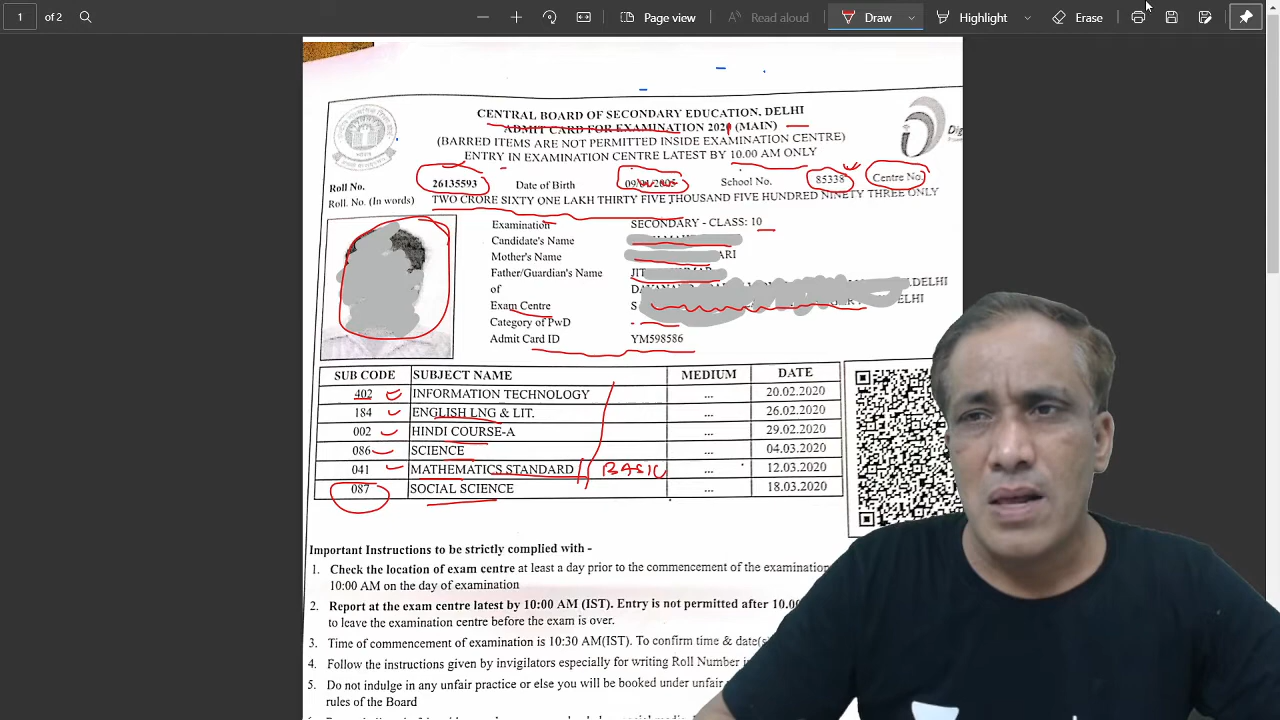 1 of 2 Page view Read aloud Draw Highlight Erase
CENTRAL BOARD OF SECONDARY EDUCATION, DELHI
ADMIT CARD FOR EXAMINATION 202 (MAIN)
(BARRED ITEMS ARE NOT PERMITTED INSIDE EXAMINATION CENTRE)
ENTRY IN EXAMINATION CENTRE LATEST BY 10.00 AM ONLY
Roll No. 26135593 Date of Birth School No. 85338 Centre No.
Roll. No. (In words) TWO CRORE SIXTY ONE LAKH THIRTY FIVE THOUSAND FIVE HUNDRED NINETY THREE ONLY
Examination SECONDARY - CLASS: 10
Candidate's Name
Mother's Name ARI
Father/Guardian's Name JIT
of ADELHI
Exam Centre S ELHI
Category of PwD
Admit Card ID YM598586
SUB CODE SUBJECT NAME MEDIUM DATE
402 INFORMATION TECHNOLOGY ... 20.02.2020
184 ENGLISH LNG & LIT. ... 26.02.2020
002 HINDI COURSE-A ... 29.02.2020
086 SCIENCE ... 04.03.2020
041 MATHEMATICS STANDARD BASIC ... 12.03.2020
087 SOCIAL SCIENCE ... 18.03.2020
Important Instructions to be strictly complied with -
1. Check the location of exam centre at least a day prior to the commencement of the examination
10:00 AM on the day of examination
2. Report at the exam centre latest by 10:00 AM (IST). Entry is not permitted after 10.00
to leave the examination centre before the exam is over.
3. Time of commencement of examination is 10:30 AM(IST). To confirm time & date(s
4. Follow the instructions given by invigilators especially for writing Roll Number
5. Do not indulge in any unfair practice or else you will be booked under unfair
rules of the Board